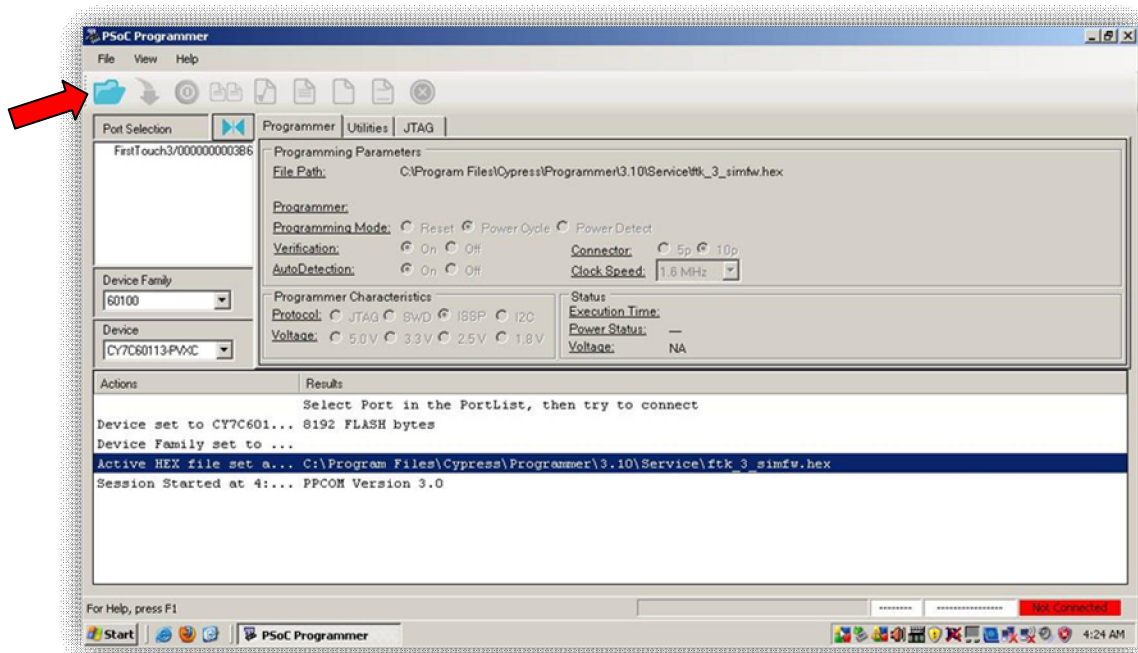 PSoC Programmer
File View Help
Port Selection
Programmer Utilities JTAG
FirstTouch3/0000000003B6
Programming Parameters
File Path: C:\Program Files\Cypress\Programmer\3.10\Service\ftk_3_simfw.hex
Programmer:
Programming Mode: Reset Power Cycle Power Detect
Verification: On Off Connector: 5p 10p
AutoDetection: On Off Clock Speed: 1.6 MHz
Device Family
60100
Device
CY7C60113-PVXC
Programmer Characteristics
Protocol: JTAG SWD ISSP I2C
Voltage: 5.0 V 3.3 V 2.5 V 1.8 V
Status
Execution Time:
Power Status: —
Voltage: NA
Actions Results
Select Port in the PortList, then try to connect
Device set to CY7C601... 8192 FLASH bytes
Device Family set to ...
Active HEX file set a... C:\Program Files\Cypress\Programmer\3.10\Service\ftk_3_simfw.hex
Session Started at 4:... PPCOM Version 3.0
For Help, press F1
Not Connected
Start PSoC Programmer 4:24 AM